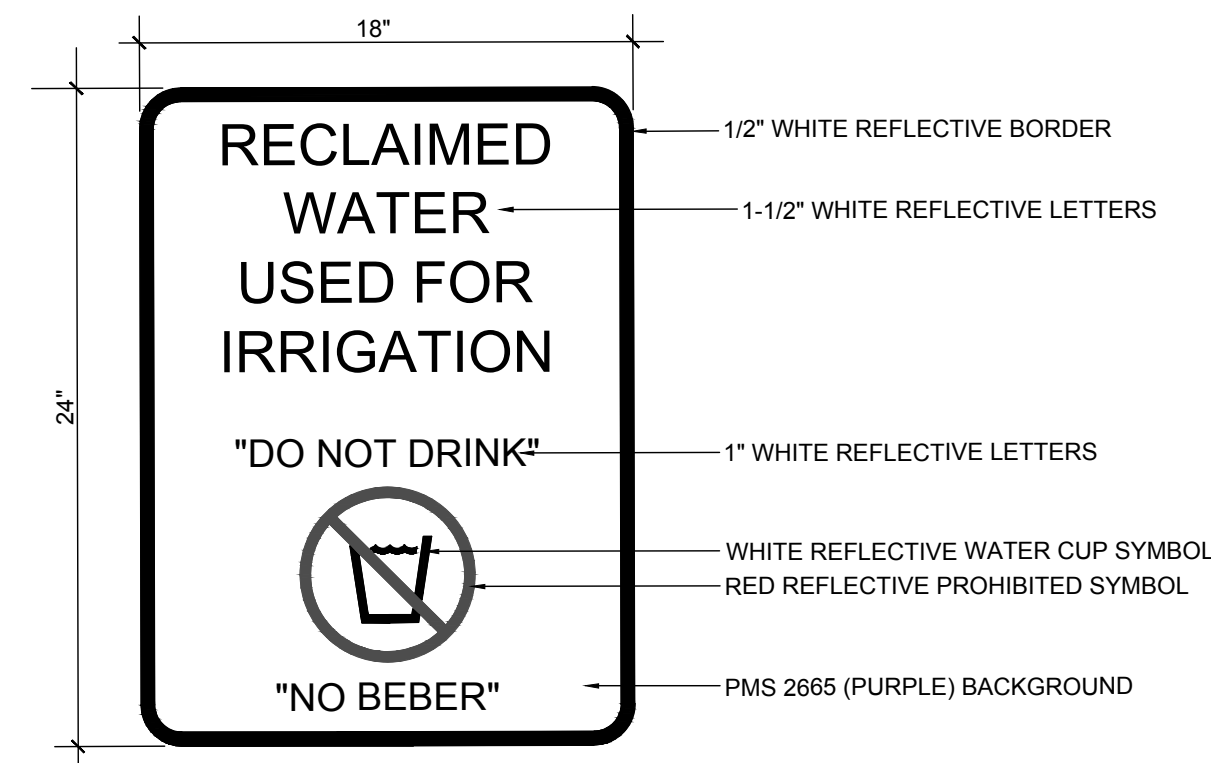 18"
24"
RECLAIMED
WATER
USED FOR
IRRIGATION
"DO NOT DRINK"
"NO BEBER"
1/2" WHITE REFLECTIVE BORDER
1-1/2" WHITE REFLECTIVE LETTERS
1" WHITE REFLECTIVE LETTERS
WHITE REFLECTIVE WATER CUP SYMBOL
RED REFLECTIVE PROHIBITED SYMBOL
PMS 2665 (PURPLE) BACKGROUND